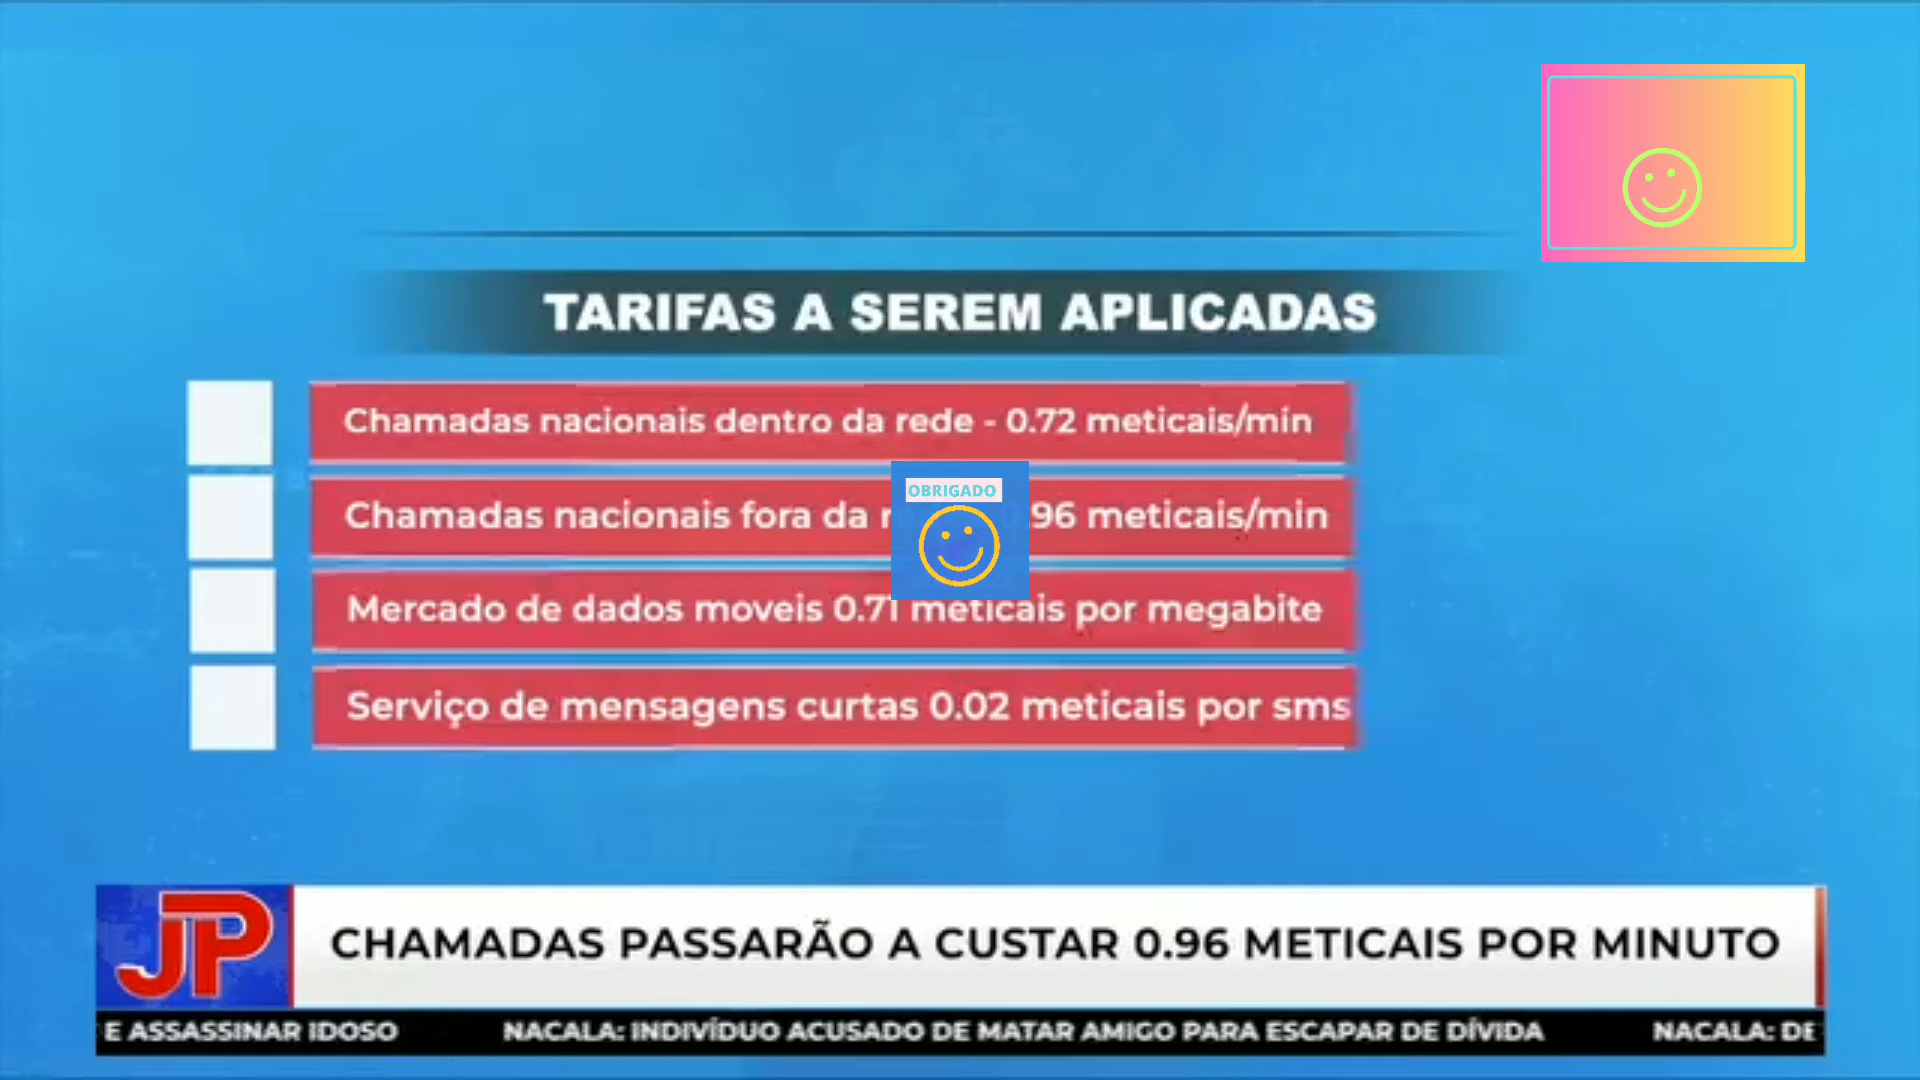 TARIFAS A SEREM APLICADAS
Chamadas nacionais dentro da rede - 0.72 meticais/min
Chamadas nacionais fora da 96 meticais/min
OBRIGADO
Mercado de dados moveis 0.71 meticais por megabite
Serviço de mensagens curtas 0.02 meticais por sms
JP
CHAMADAS PASSARÃO A CUSTAR 0.96 METICAIS POR MINUTO
E ASSASSINAR IDOSO NACALA: INDIVÍDUO ACUSADO DE MATAR AMIGO PARA ESCAPAR DE DÍVIDA NACALA: DE